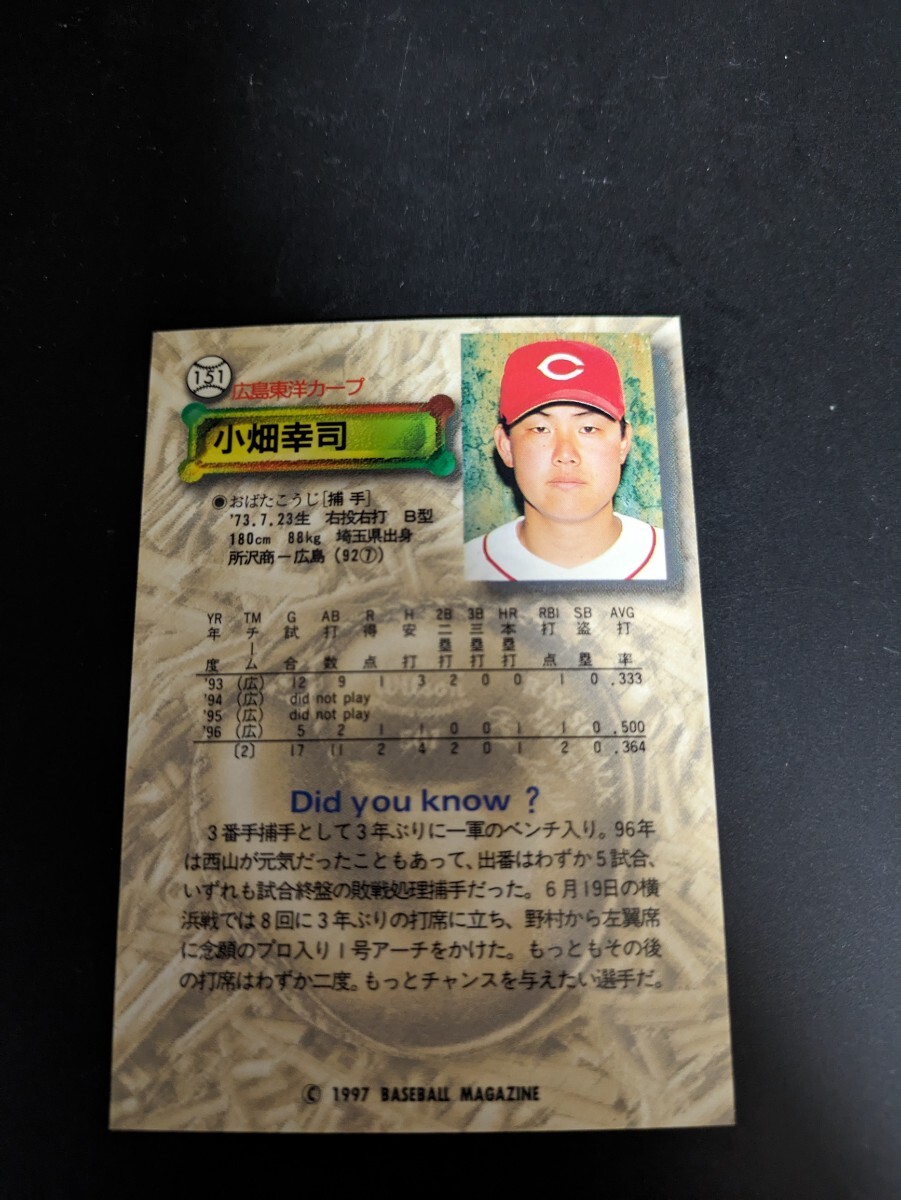 151 広島東洋カープ
小畑幸司
◉おばたこうじ[捕手]
'73.7.23生 右投右打 B型
180cm 88kg 埼玉県出身
所沢商ー広島 (92⑦)
YR TM G AB R H 2B 3B HR RBI SB AVG
年度 チーム 試合 打数 得点 安打 二塁打 三塁打 本塁打 打点 盗塁 打率
'93 (広) 12 9 1 3 2 0 0 1 0 .333
'94 (広) did not play
'95 (広) did not play
'96 (広) 5 2 1 1 0 0 1 1 0 .500
[2] 17 11 2 4 2 0 1 2 0 .364
Did you know ?
3番手捕手として3年ぶりに一軍のベンチ入り。96年
は西山が元気だったこともあって、出番はわずか5試合、
いずれも試合終盤の敗戦処理捕手だった。6月19日の横
浜戦では8回に3年ぶりの打席に立ち、野村から左翼席
に念願のプロ入り1号アーチをかけた。もっともその後
の打席はわずか二度。もっとチャンスを与えたい選手だ。
© 1997 BASEBALL MAGAZINE